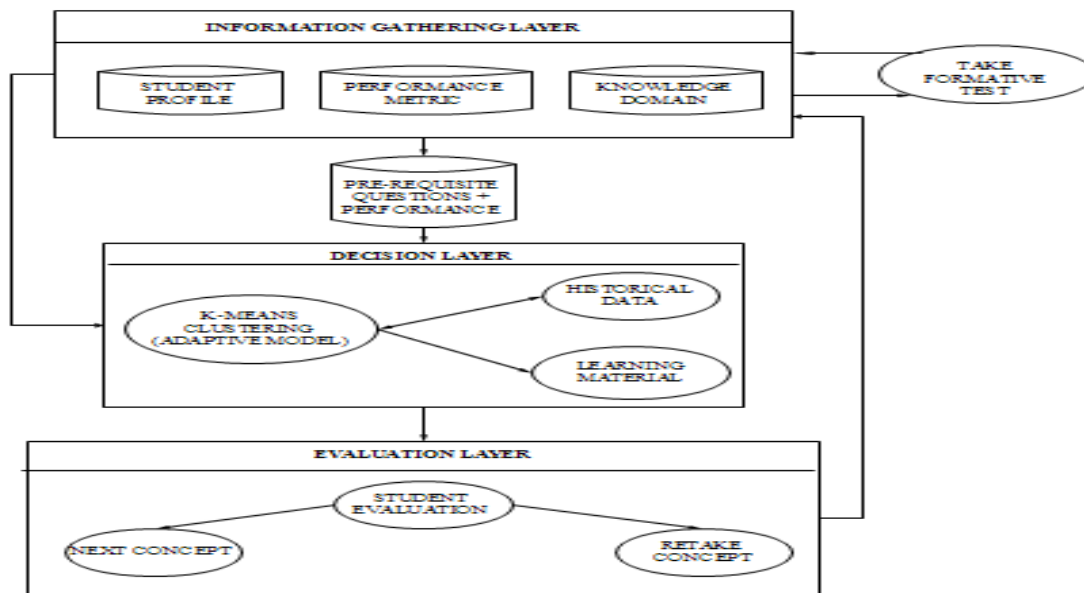 INFORMATION GATHERING LAYER
STUDENT
PROFILE
PERFORMANCE
METRIC
KNOWLEDGE
DOMAIN
TAKE
FORMATIVE
TEST
PRE-REQUISITE
QUESTIONS +
PERFORMANCE
DECISION LAYER
K-MEANS
CLUSTERING
(ADAPTIVE MODEL)
HISTORICAL
DATA
LEARNING
MATERIAL
EVALUATION LAYER
STUDENT
EVALUATION
NEXT CONCEPT
RETAKE
CONCEPT